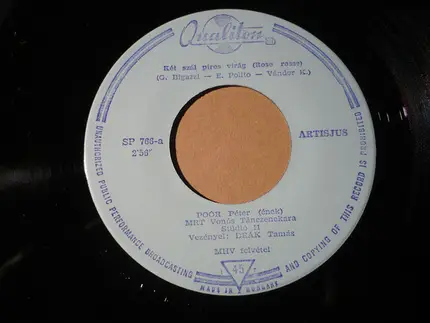 Qualiton
Két szál piros virág (Rose rosse)
(G. Bigazzi — E. Polito — Vándor K.)
SP 766-a
2'56"
ARTISJUS
POÓR Péter (ének)
MRT Vonós Tánczenekara
Stúdió 11
Vezényel: DEÁK Tamás
MHV felvétel
45
MADE IN HUNGARY
UNAUTHORIZED PUBLIC PERFORMANCE BROADCASTING AND COPYING OF THIS RECORD IS PROHIBITED